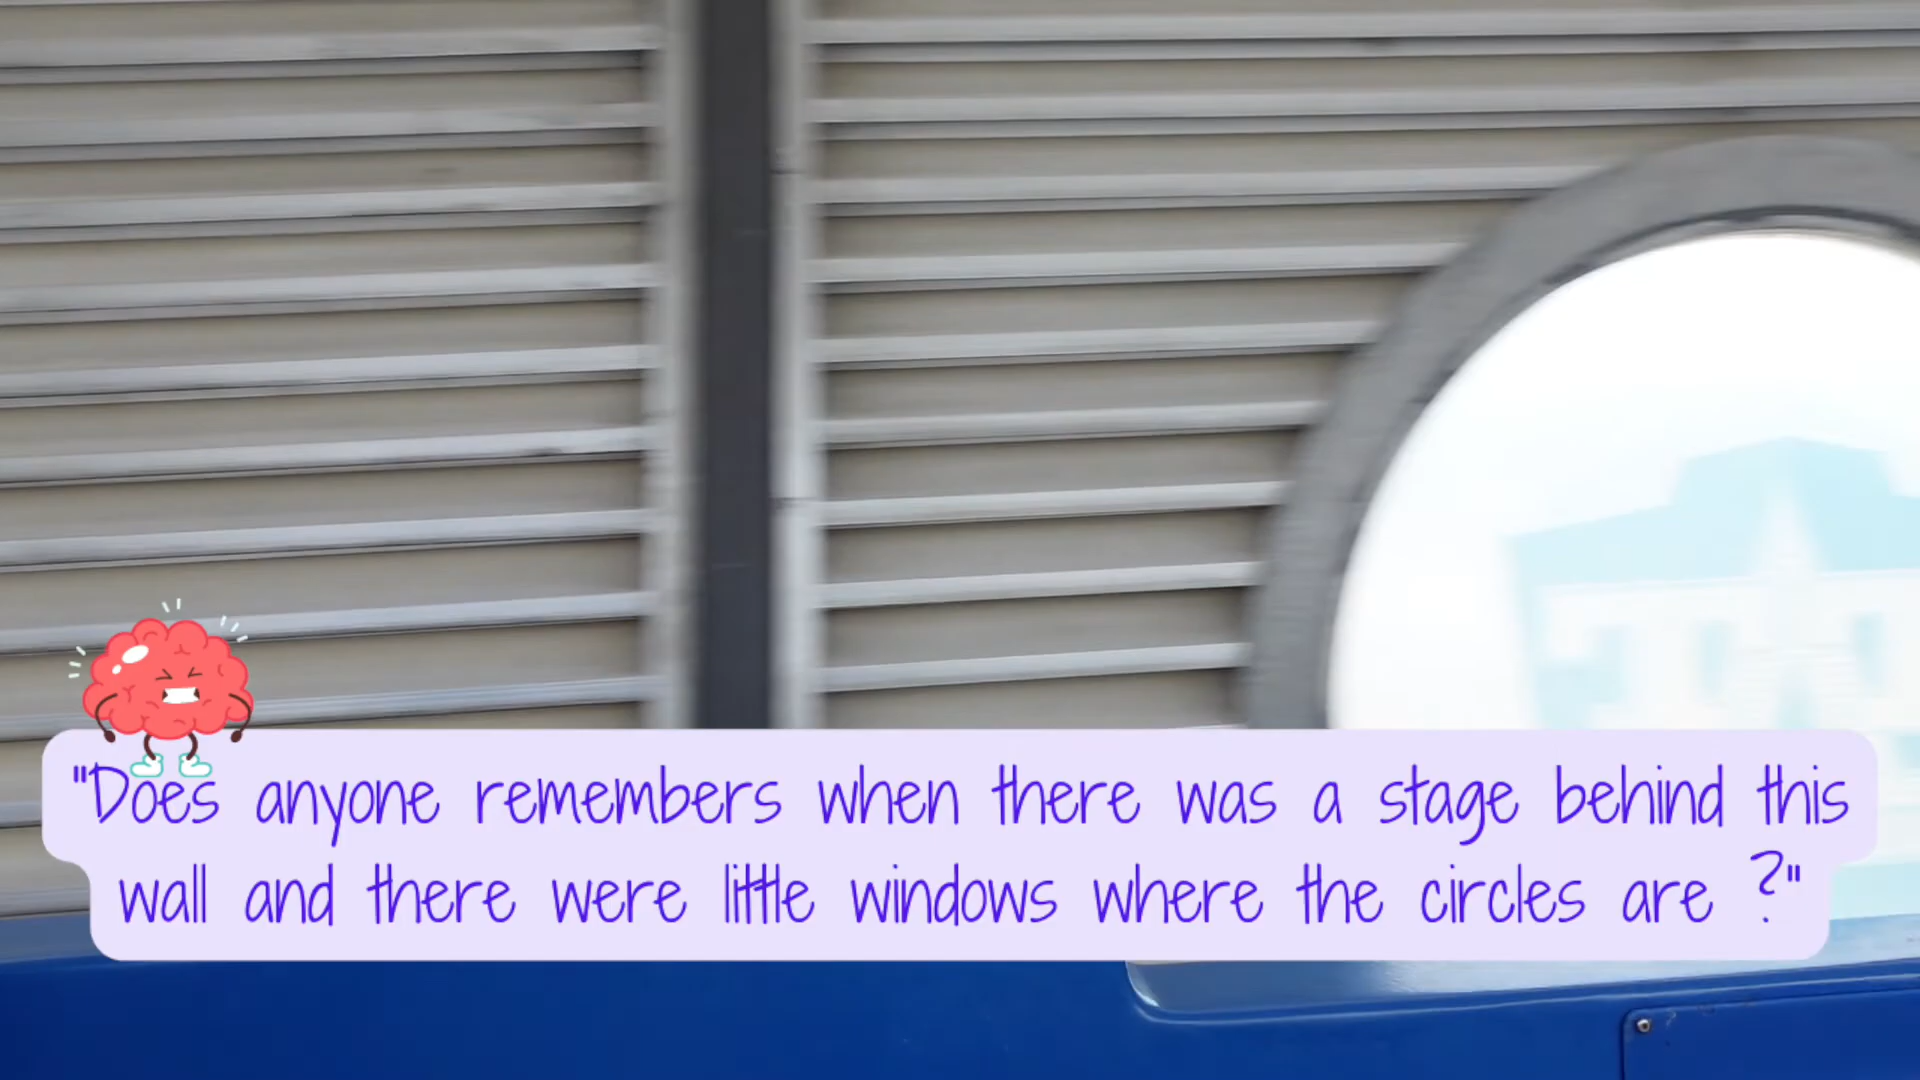 "Does anyone remembers when there was a stage behind this
wall and there were little windows where the circles are ?"